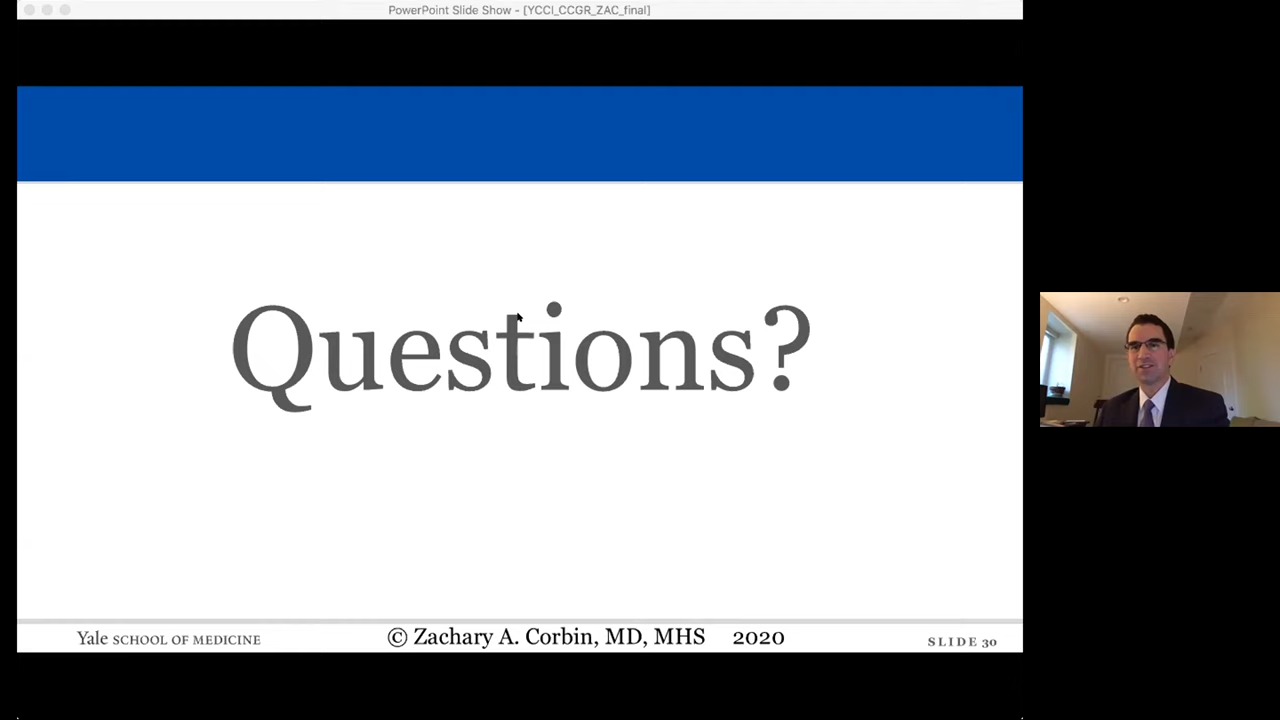 PowerPoint Slide Show - [YCCI_CCGR_ZAC_final]
Questions?
Yale SCHOOL OF MEDICINE
© Zachary A. Corbin, MD, MHS 2020
SLIDE 30